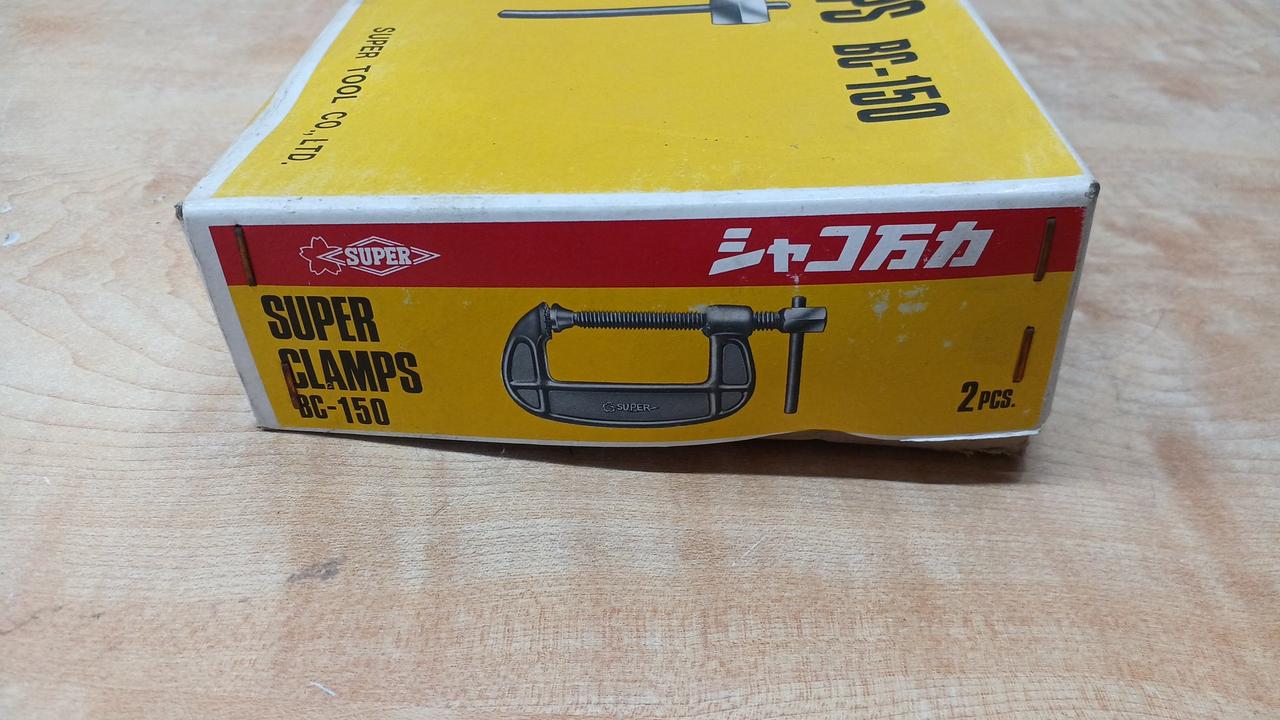 BC-150
SUPER TOOL CO.,LTD.
SUPER
シャコ万力
SUPER
CLAMPS
BC-150
SUPER
2 PCS.